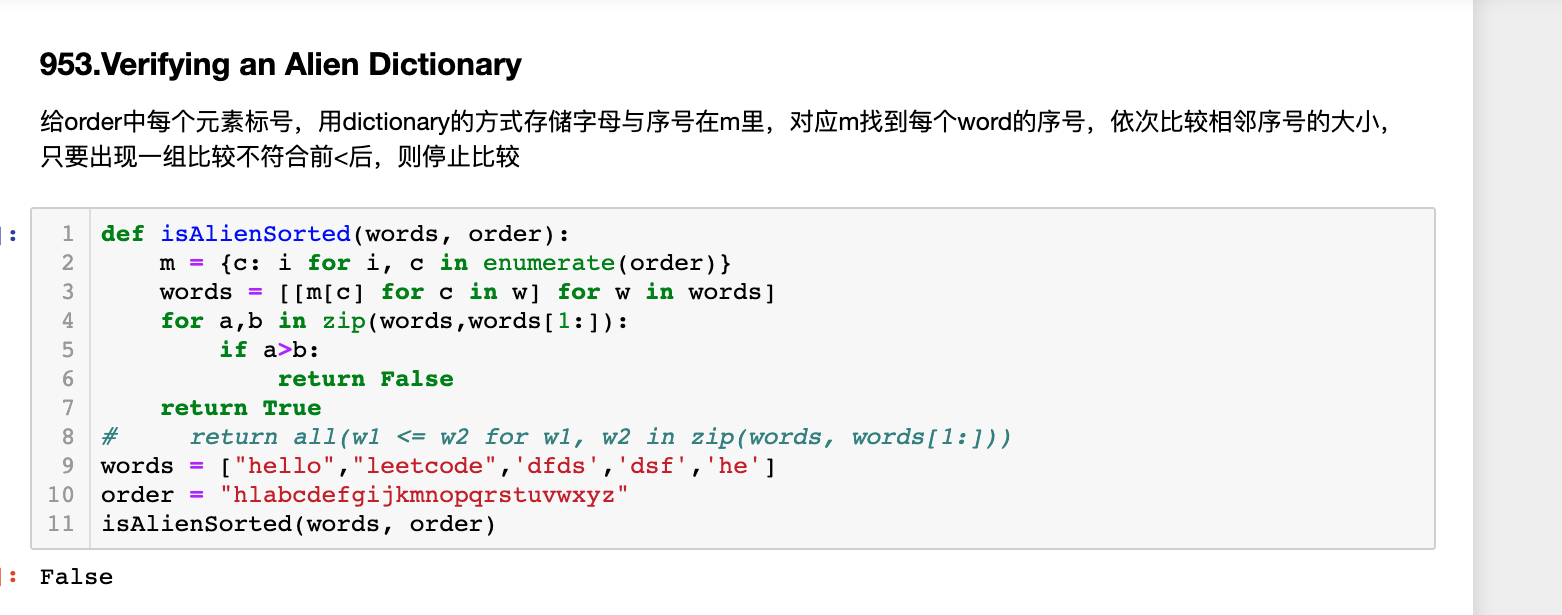 953.Verifying an Alien Dictionary
给order中每个元素标号，用dictionary的方式存储字母与序号在m里，对应m找到每个word的序号，依次比较相邻序号的大小，
只要出现一组比较不符合前<后，则停止比较
]:
1 def isAlienSorted(words, order):
2     m = {c: i for i, c in enumerate(order)}
3     words = [[m[c] for c in w] for w in words]
4     for a,b in zip(words,words[1:]):
5         if a>b:
6             return False
7     return True
8 #     return all(w1 <= w2 for w1, w2 in zip(words, words[1:]))
9 words = ["hello","leetcode",'dfds','dsf','he']
10 order = "hlabcdefgijkmnopqrstuvwxyz"
11 isAlienSorted(words, order)
]: False